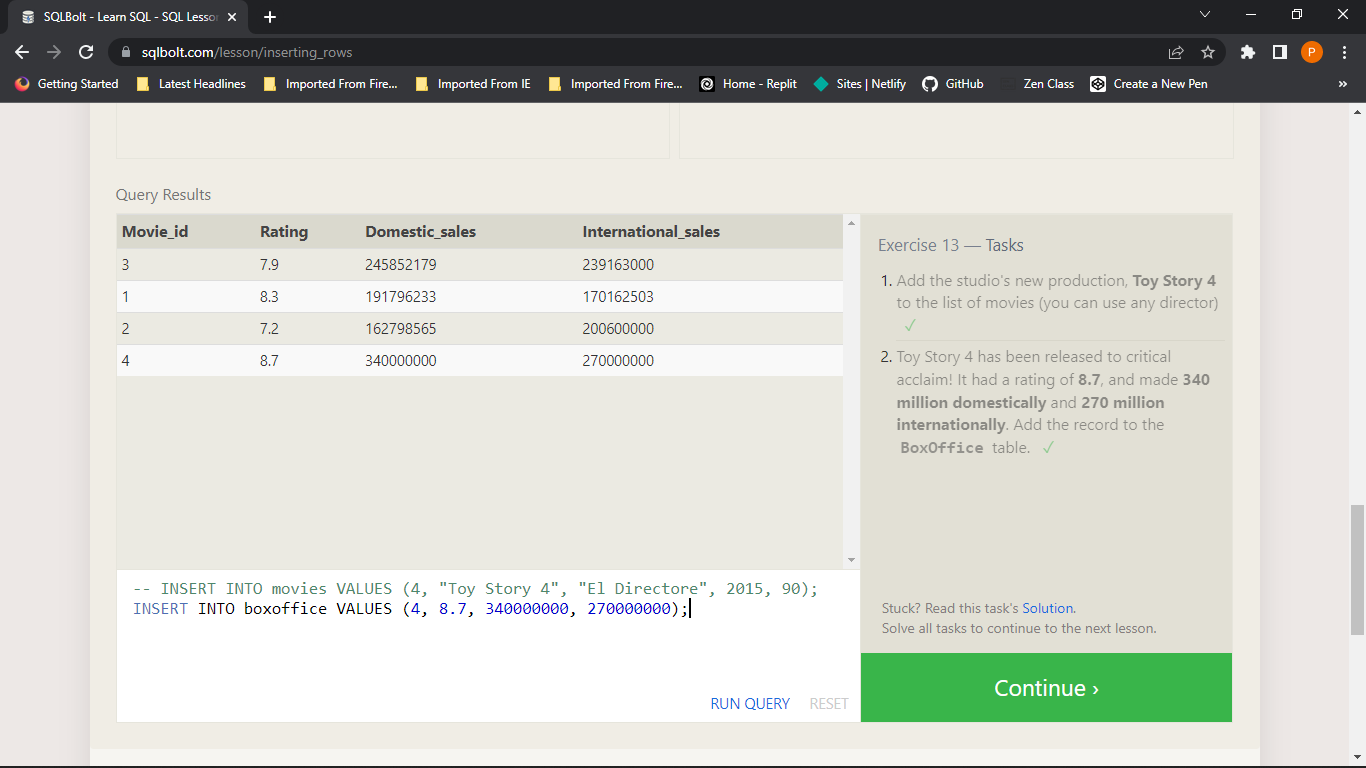 SQLBolt - Learn SQL - SQL Lesson
sqlbolt.com/lesson/inserting_rows
P
Getting Started Latest Headlines Imported From Fire... Imported From IE Imported From Fire... Home - Replit Sites | Netlify GitHub Zen Class Create a New Pen »
Query Results
Movie_id Rating Domestic_sales International_sales
3 7.9 245852179 239163000
1 8.3 191796233 170162503
2 7.2 162798565 200600000
4 8.7 340000000 270000000
-- INSERT INTO movies VALUES (4, "Toy Story 4", "El Directore", 2015, 90);
INSERT INTO boxoffice VALUES (4, 8.7, 340000000, 270000000);
RUN QUERY RESET
Exercise 13 — Tasks
1. Add the studio's new production, Toy Story 4
to the list of movies (you can use any director)
✓
2. Toy Story 4 has been released to critical
acclaim! It had a rating of 8.7, and made 340
million domestically and 270 million
internationally. Add the record to the
BoxOffice table. ✓
Stuck? Read this task's Solution.
Solve all tasks to continue to the next lesson.
Continue ›